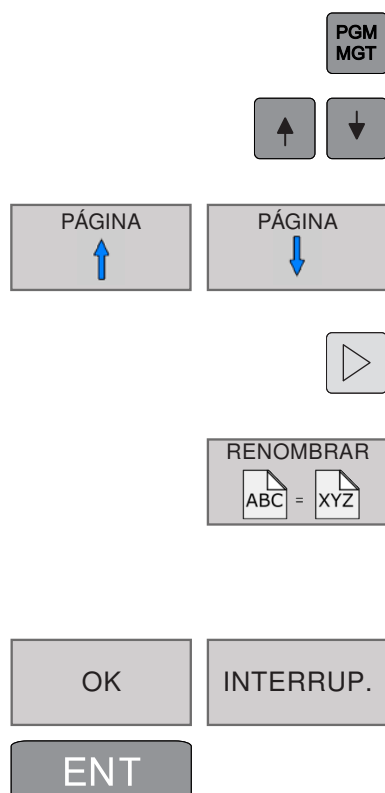 PGM
MGT
PÁGINA PÁGINA
RENOMBRAR
ABC = XYZ
OK INTERRUP.
ENT